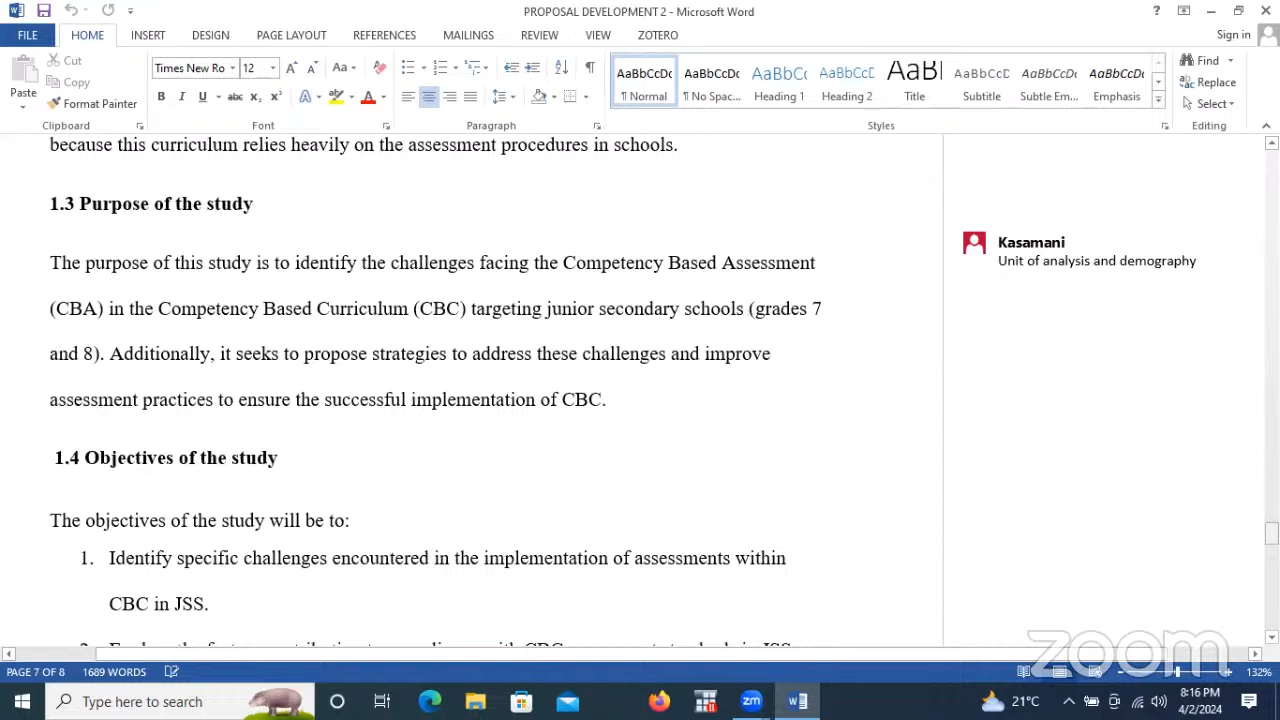 PROPOSAL DEVELOPMENT 2 - Microsoft Word
FILE HOME INSERT DESIGN PAGE LAYOUT REFERENCES MAILINGS REVIEW VIEW ZOTERO Sign in
Paste Cut Copy Format Painter
Times New Ro 12
AaBbCcDc AaBbCcDc AaBbCc AaBbCcD AaBb AaBbCcD AaBbCcDc AaBbCcDc
¶ Normal ¶ No Spac... Heading 1 Heading 2 Title Subtitle Subtle Em... Emphasis
Find Replace Select
Clipboard Font Paragraph Styles Editing
because this curriculum relies heavily on the assessment procedures in schools.
1.3 Purpose of the study
The purpose of this study is to identify the challenges facing the Competency Based Assessment
(CBA) in the Competency Based Curriculum (CBC) targeting junior secondary schools (grades 7
and 8). Additionally, it seeks to propose strategies to address these challenges and improve
assessment practices to ensure the successful implementation of CBC.
1.4 Objectives of the study
The objectives of the study will be to:
1. Identify specific challenges encountered in the implementation of assessments within
CBC in JSS.
Kasamani
Unit of analysis and demography
zoom
PAGE 7 OF 8 1689 WORDS 132%
Type here to search
21°C
8:16 PM
4/2/2024